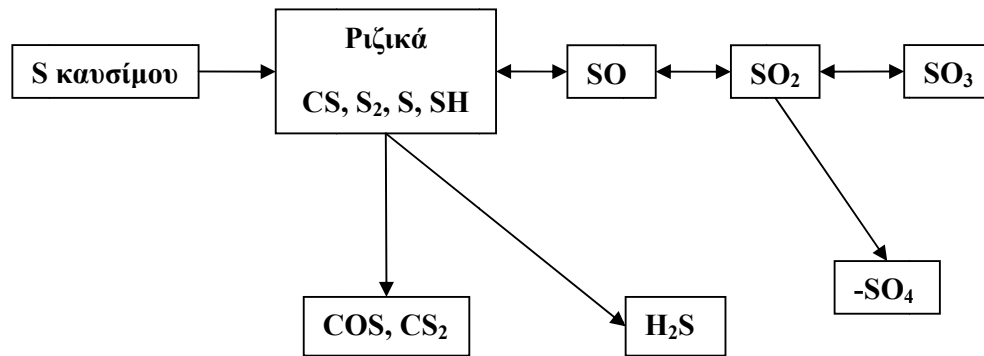 Ριζικά
S καυσίμου
CS, S₂, S, SH
SO
SO₂
SO₃
-SO₄
COS, CS₂
H₂S